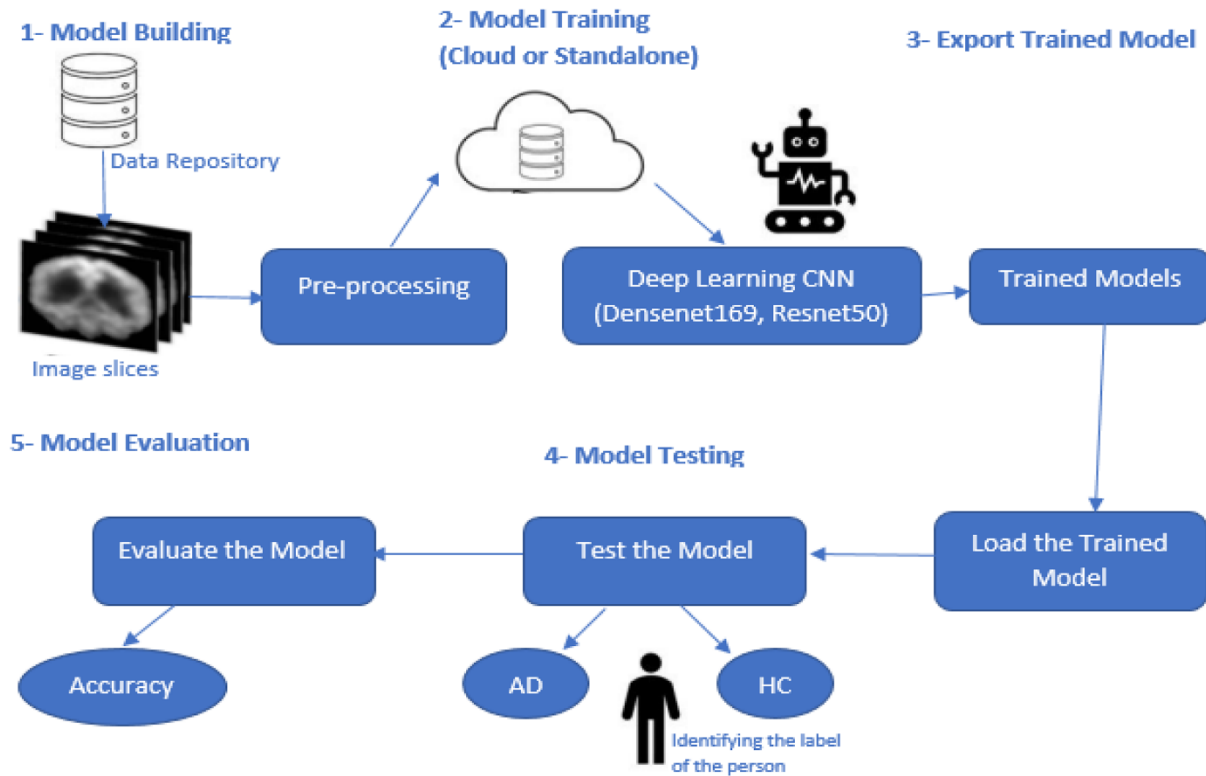 1- Model Building
2- Model Training
(Cloud or Standalone)
3- Export Trained Model
Data Repository
Image slices
Pre-processing
Deep Learning CNN
(Densenet169, Resnet50)
Trained Models
5- Model Evaluation
4- Model Testing
Evaluate the Model
Test the Model
Load the Trained
Model
Accuracy
AD
HC
Identifying the label
of the person